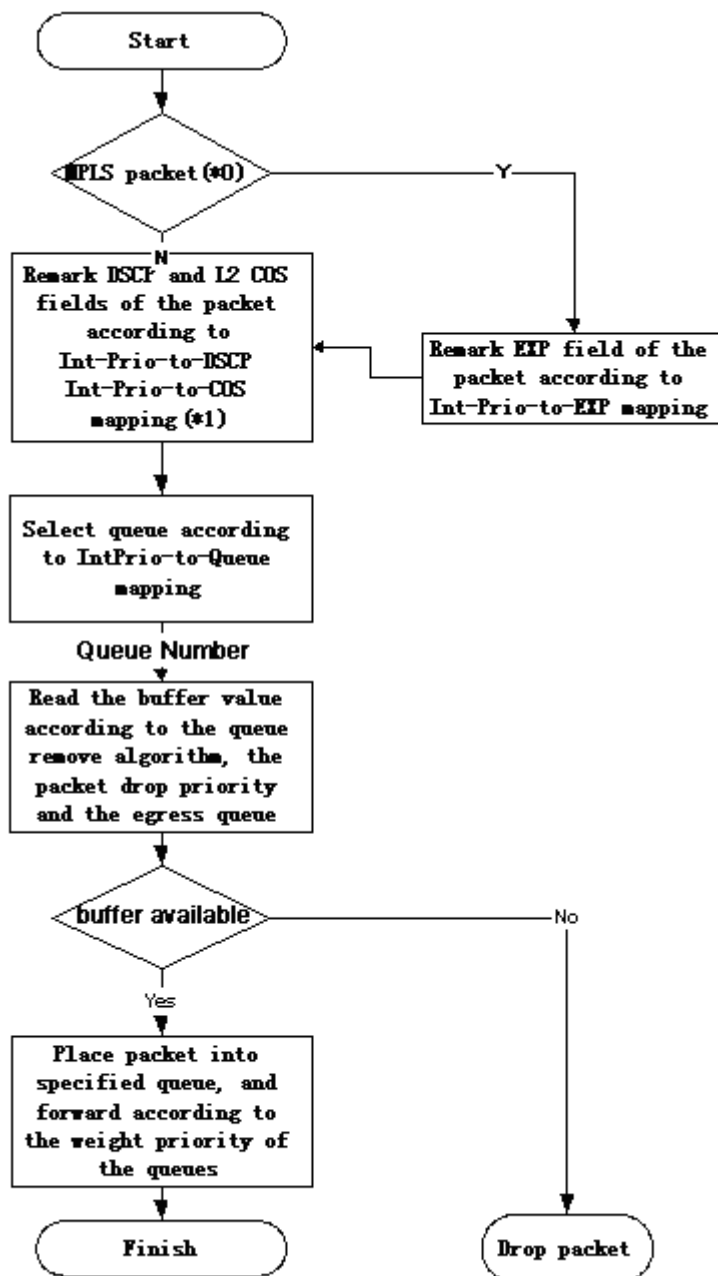 Start
MPLS packet(*0)
Y
N
Remark DSCP and L2 COS
fields of the packet
according to
Int-Prio-to-DSCP
Int-Prio-to-COS
mapping(*1)
Remark EXP field of the
packet according to
Int-Prio-to-EXP mapping
Select queue according
to IntPrio-to-Queue
mapping
Queue Number
Read the buffer value
according to the queue
remove algorithm, the
packet drop priority
and the egress queue
buffer available
No
Yes
Place packet into
specified queue, and
forward according to
the weight priority of
the queues
Finish
Drop packet